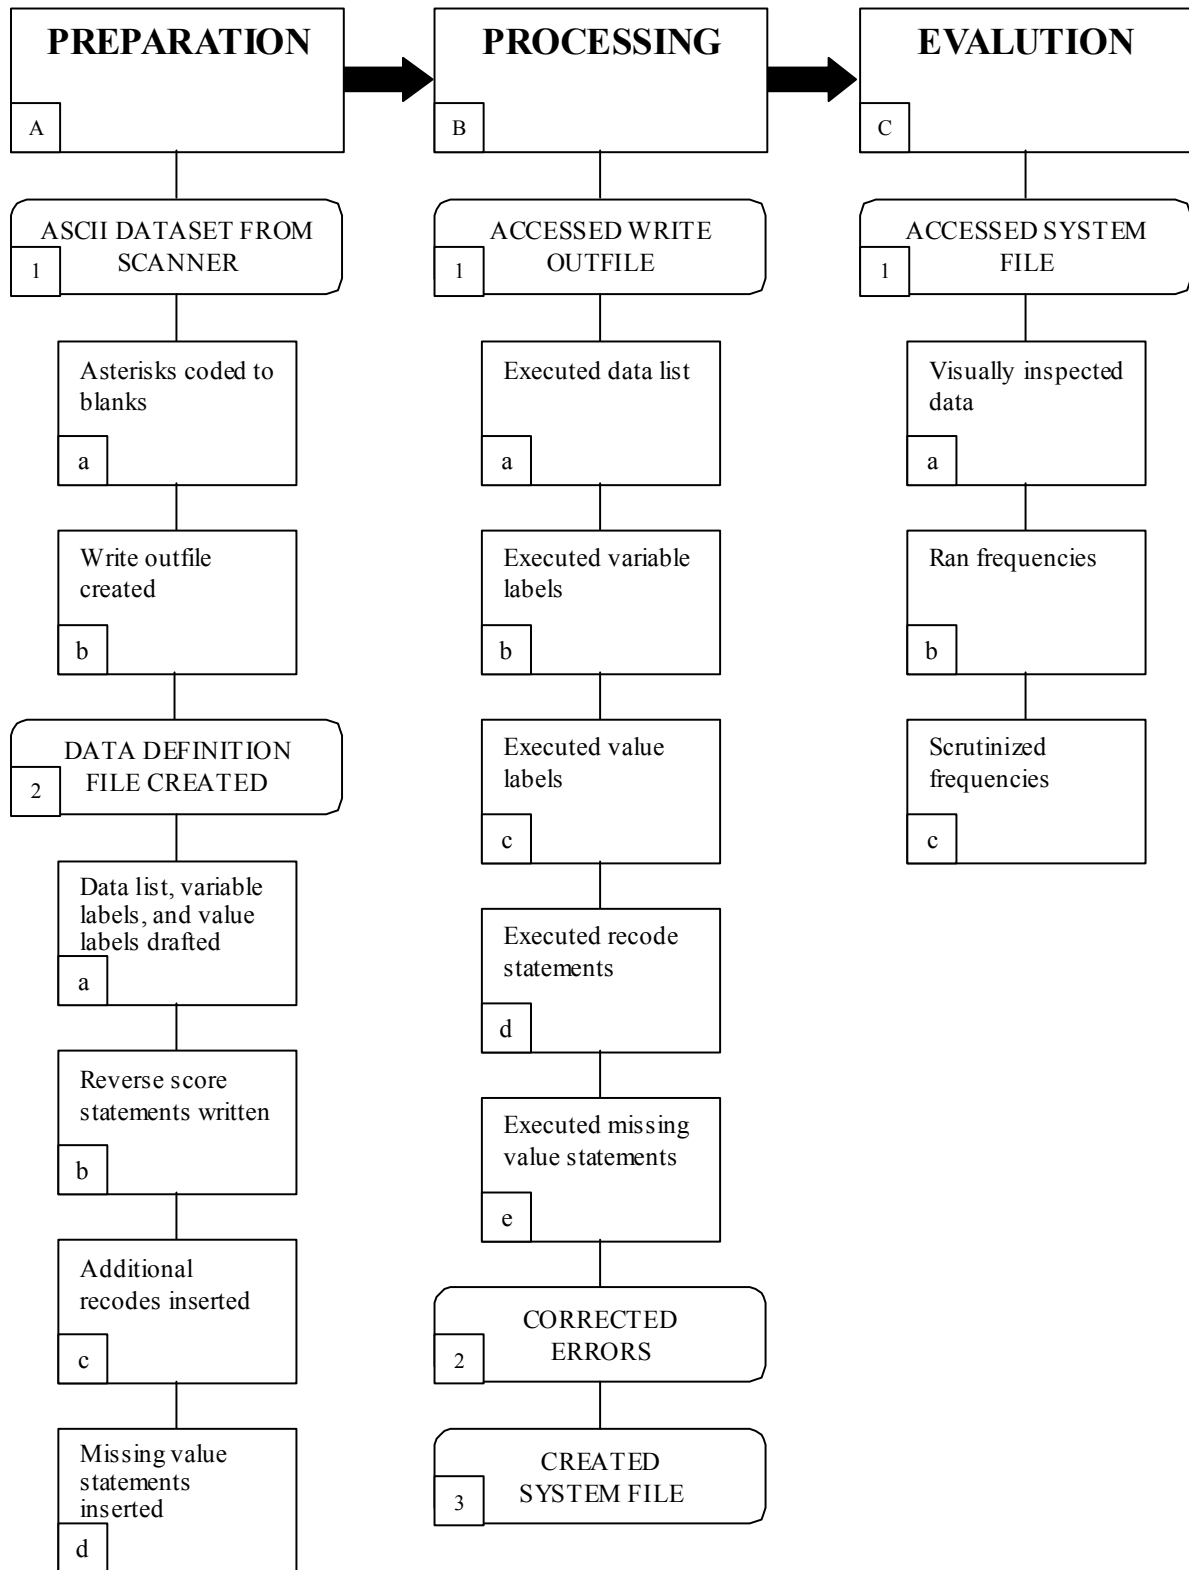 PREPARATION
A
ASCII DATASET FROM
SCANNER
1
Asterisks coded to
blanks
a
Write outfile
created
b
DATA DEFINITION
FILE CREATED
2
Data list, variable
labels, and value
labels drafted
a
Reverse score
statements written
b
Additional
recodes inserted
c
Missing value
statements
inserted
d
PROCESSING
B
ACCESSED WRITE
OUTFILE
1
Executed data list
a
Executed variable
labels
b
Executed value
labels
c
Executed recode
statements
d
Executed missing
value statements
e
CORRECTED
ERRORS
2
CREATED
SYSTEM FILE
3
EVALUTION
C
ACCESSED SYSTEM
FILE
1
Visually inspected
data
a
Ran frequencies
b
Scrutinized
frequencies
c